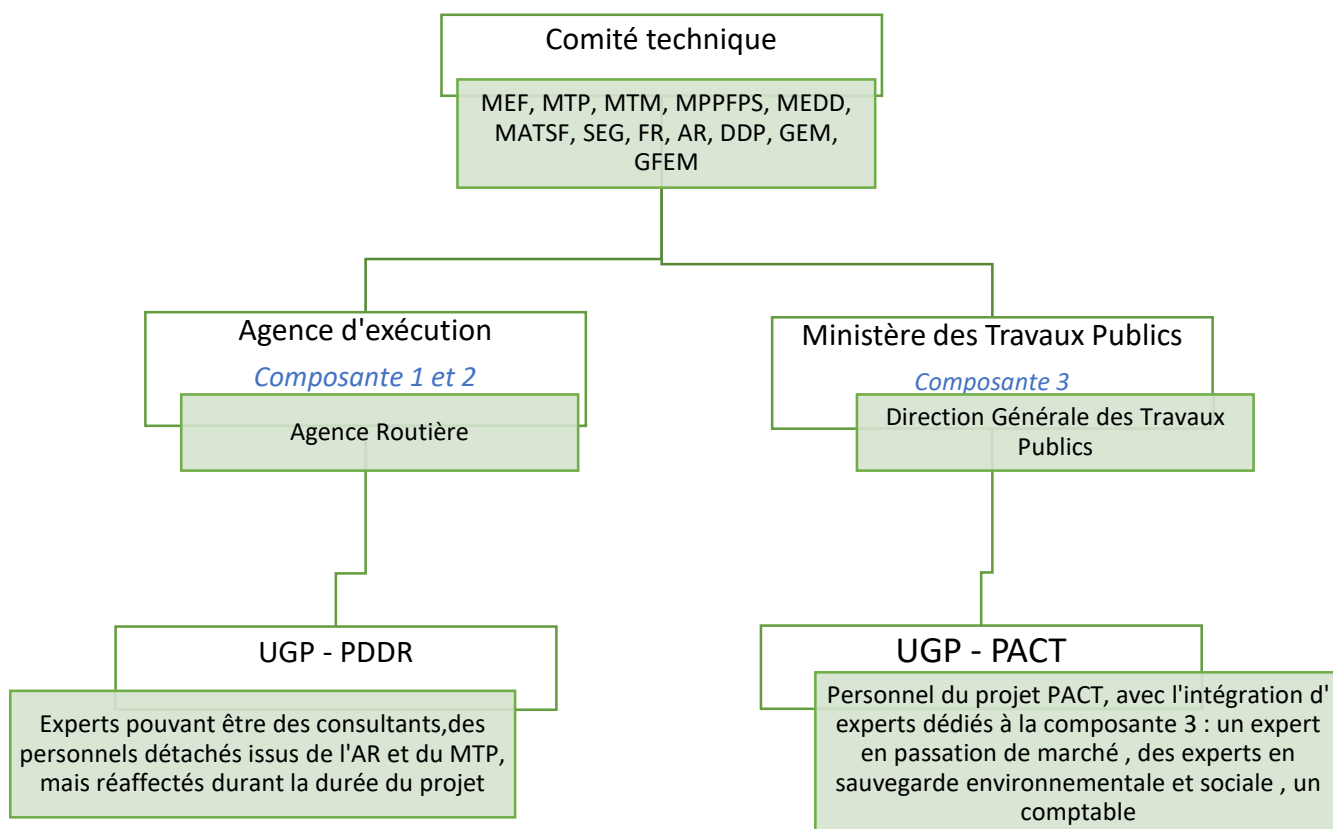 Comité technique
MEF, MTP, MTM, MPPFPS, MEDD,
MATSF, SEG, FR, AR, DDP, GEM,
GFEM
Agence d'exécution
Composante 1 et 2
Agence Routière
Ministère des Travaux Publics
Composante 3
Direction Générale des Travaux
Publics
UGP - PDDR
Experts pouvant être des consultants,des
personnels détachés issus de l'AR et du MTP,
mais réaffectés durant la durée du projet
UGP - PACT
Personnel du projet PACT, avec l'intégration d'
experts dédiés à la composante 3 : un expert
en passation de marché , des experts en
sauvegarde environnementale et sociale , un
comptable